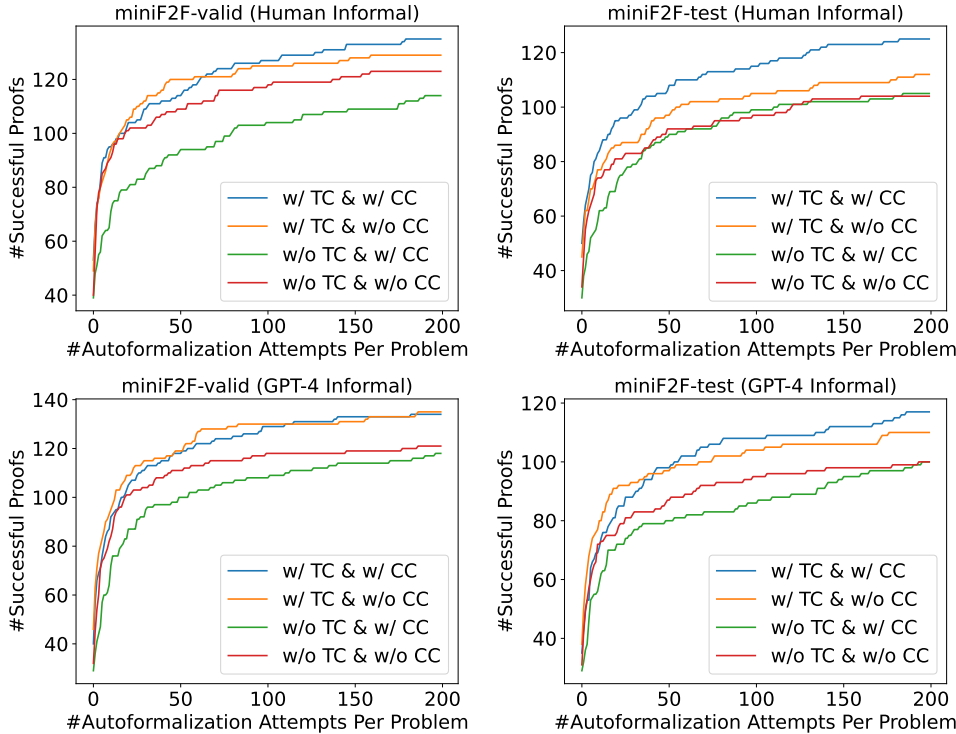 miniF2F-valid (Human Informal)
#Successful Proofs
120
100
80
60
40
w/ TC & w/ CC
w/ TC & w/o CC
w/o TC & w/ CC
w/o TC & w/o CC
0 50 100 150 200
#Autoformalization Attempts Per Problem
miniF2F-test (Human Informal)
#Successful Proofs
120
100
80
60
40
w/ TC & w/ CC
w/ TC & w/o CC
w/o TC & w/ CC
w/o TC & w/o CC
0 50 100 150 200
#Autoformalization Attempts Per Problem
miniF2F-valid (GPT-4 Informal)
#Successful Proofs
140
120
100
80
60
40
w/ TC & w/ CC
w/ TC & w/o CC
w/o TC & w/ CC
w/o TC & w/o CC
0 50 100 150 200
#Autoformalization Attempts Per Problem
miniF2F-test (GPT-4 Informal)
#Successful Proofs
120
100
80
60
40
w/ TC & w/ CC
w/ TC & w/o CC
w/o TC & w/ CC
w/o TC & w/o CC
0 50 100 150 200
#Autoformalization Attempts Per Problem